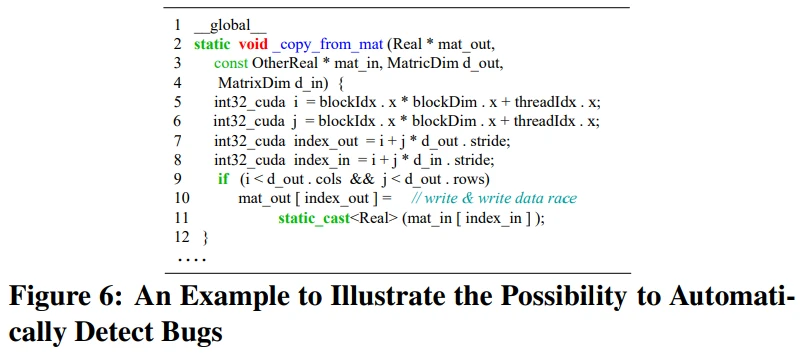 1 __global__
2 static void _copy_from_mat (Real * mat_out,
3 const OtherReal * mat_in, MatricDim d_out,
4 MatrixDim d_in) {
5 int32_cuda i = blockIdx . x * blockDim . x + threadIdx . x;
6 int32_cuda j = blockIdx . x * blockDim . x + threadIdx . x;
7 int32_cuda index_out = i + j * d_out . stride;
8 int32_cuda index_in = i + j * d_in . stride;
9 if (i < d_out . cols && j < d_out . rows)
10 mat_out [ index_out ] = // write & write data race
11 static_cast<Real> (mat_in [ index_in ] );
12 }
....
Figure 6: An Example to Illustrate the Possibility to Automati-
cally Detect Bugs